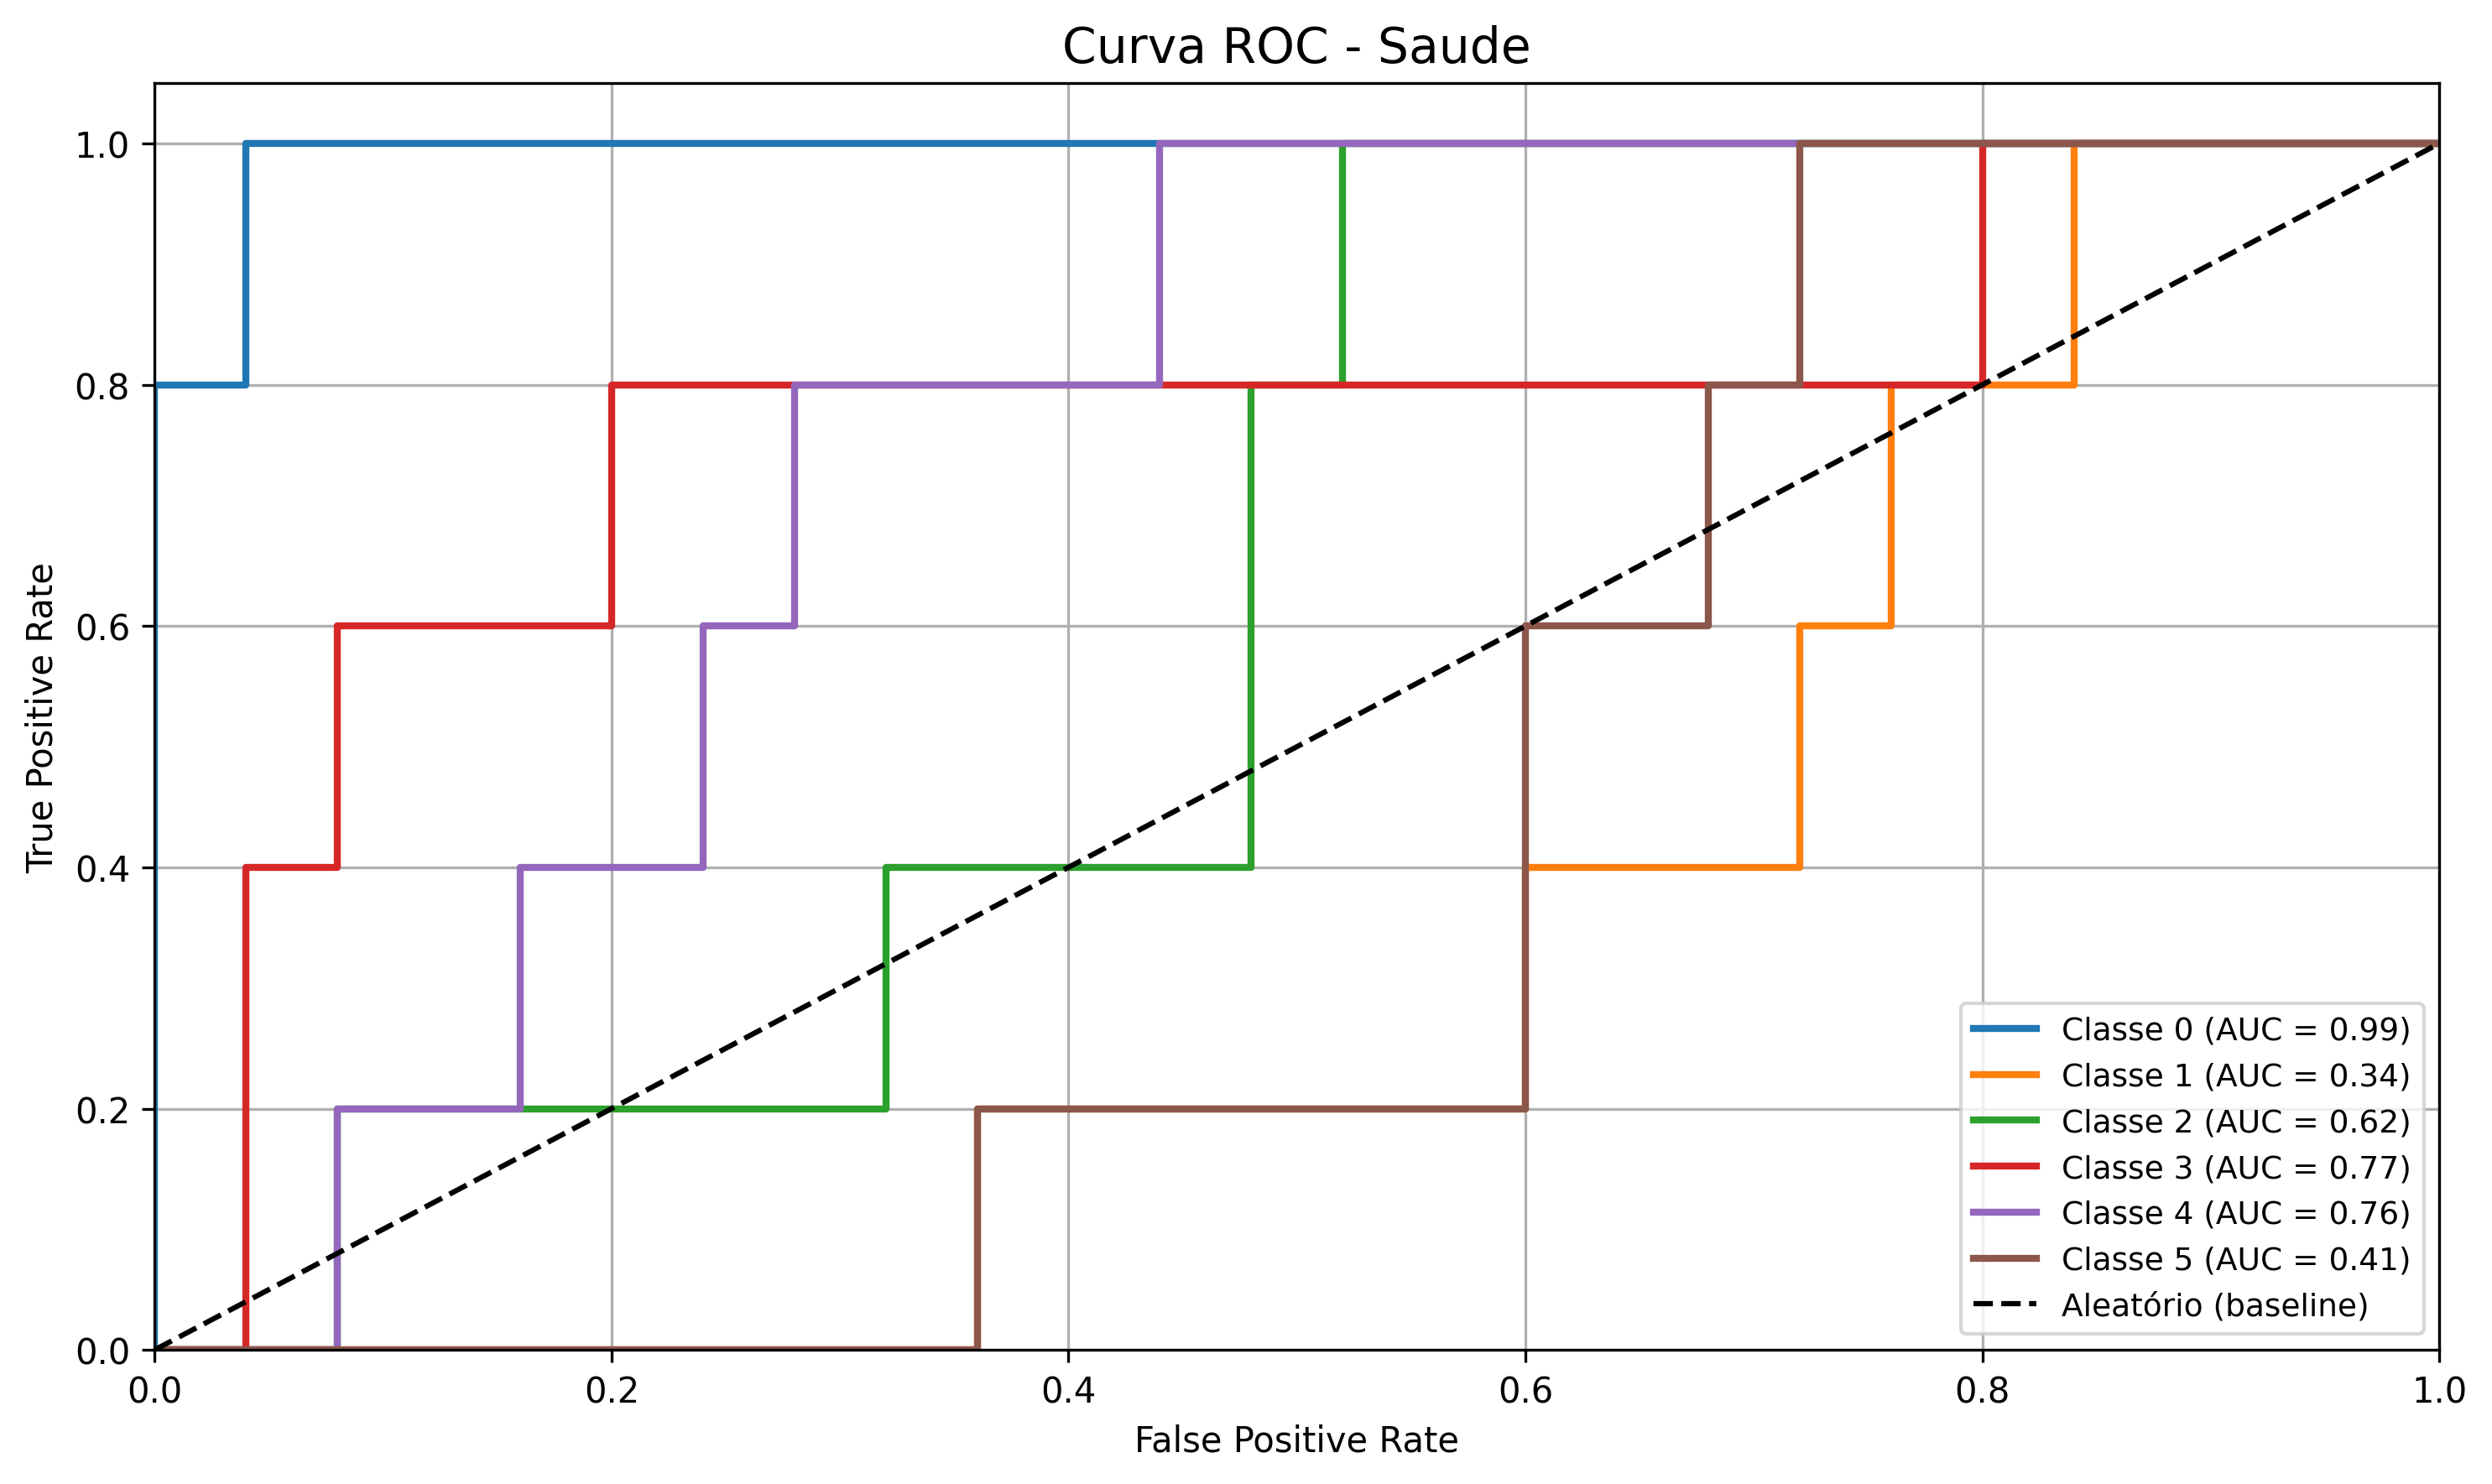 Curva ROC - Saude
True Positive Rate
1.0
0.8
0.6
0.4
0.2
0.0
0.0 0.2 0.4 0.6 0.8 1.0
False Positive Rate
Classe 0 (AUC = 0.99)
Classe 1 (AUC = 0.34)
Classe 2 (AUC = 0.62)
Classe 3 (AUC = 0.77)
Classe 4 (AUC = 0.76)
Classe 5 (AUC = 0.41)
Aleatório (baseline)